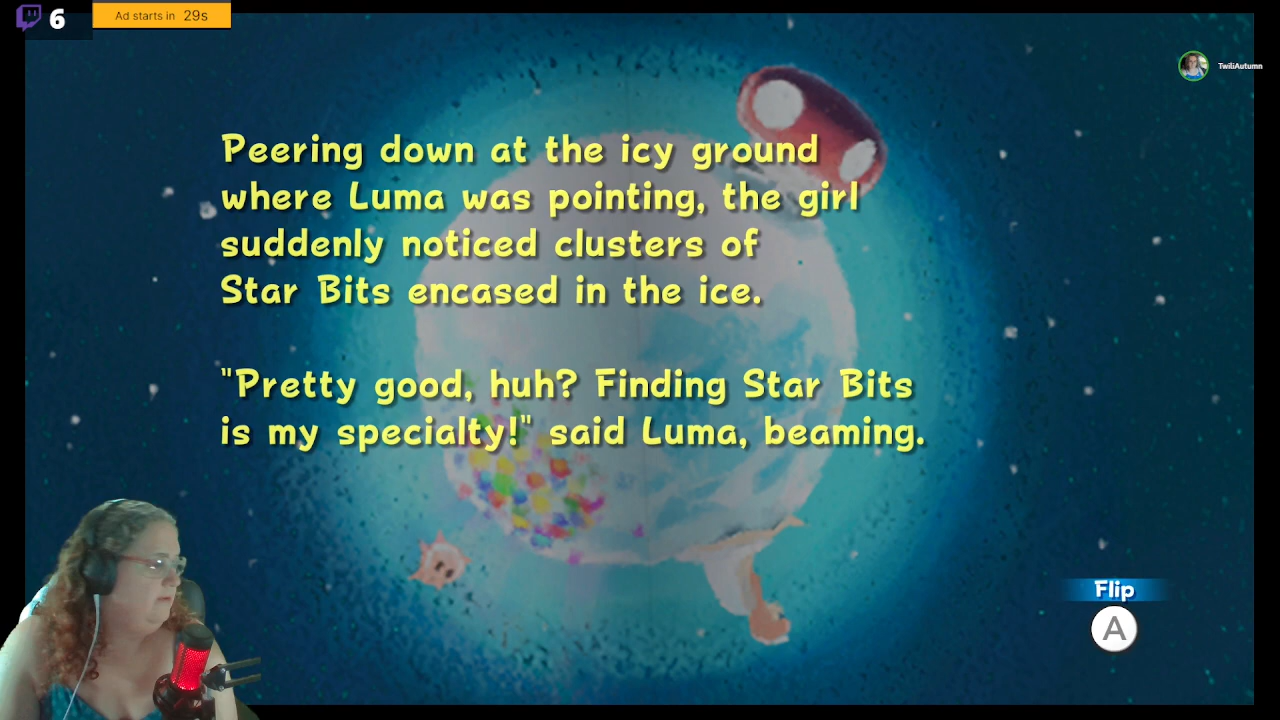 6
Ad starts in 29s
TwiliAutumn
Peering down at the icy ground
where Luma was pointing, the girl
suddenly noticed clusters of
Star Bits encased in the ice.
"Pretty good, huh? Finding Star Bits
is my specialty!" said Luma, beaming.
Flip
A